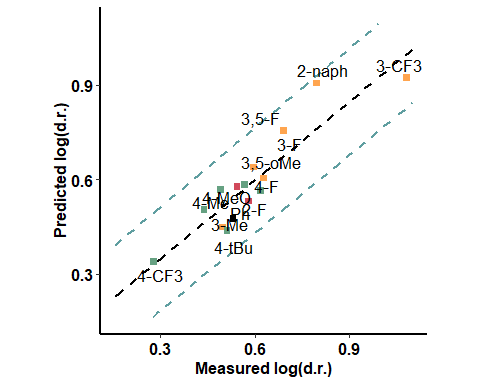 2-naph
3-CF3
0.9
3,5-F
3-F
3,5-oMe
0.6
4-F
4-MeO
4-Me
2-F
Ph
3-Me
4-tBu
0.3
4-CF3
0.3
0.6
0.9
Measured log(d.r.)
Predicted log(d.r.)